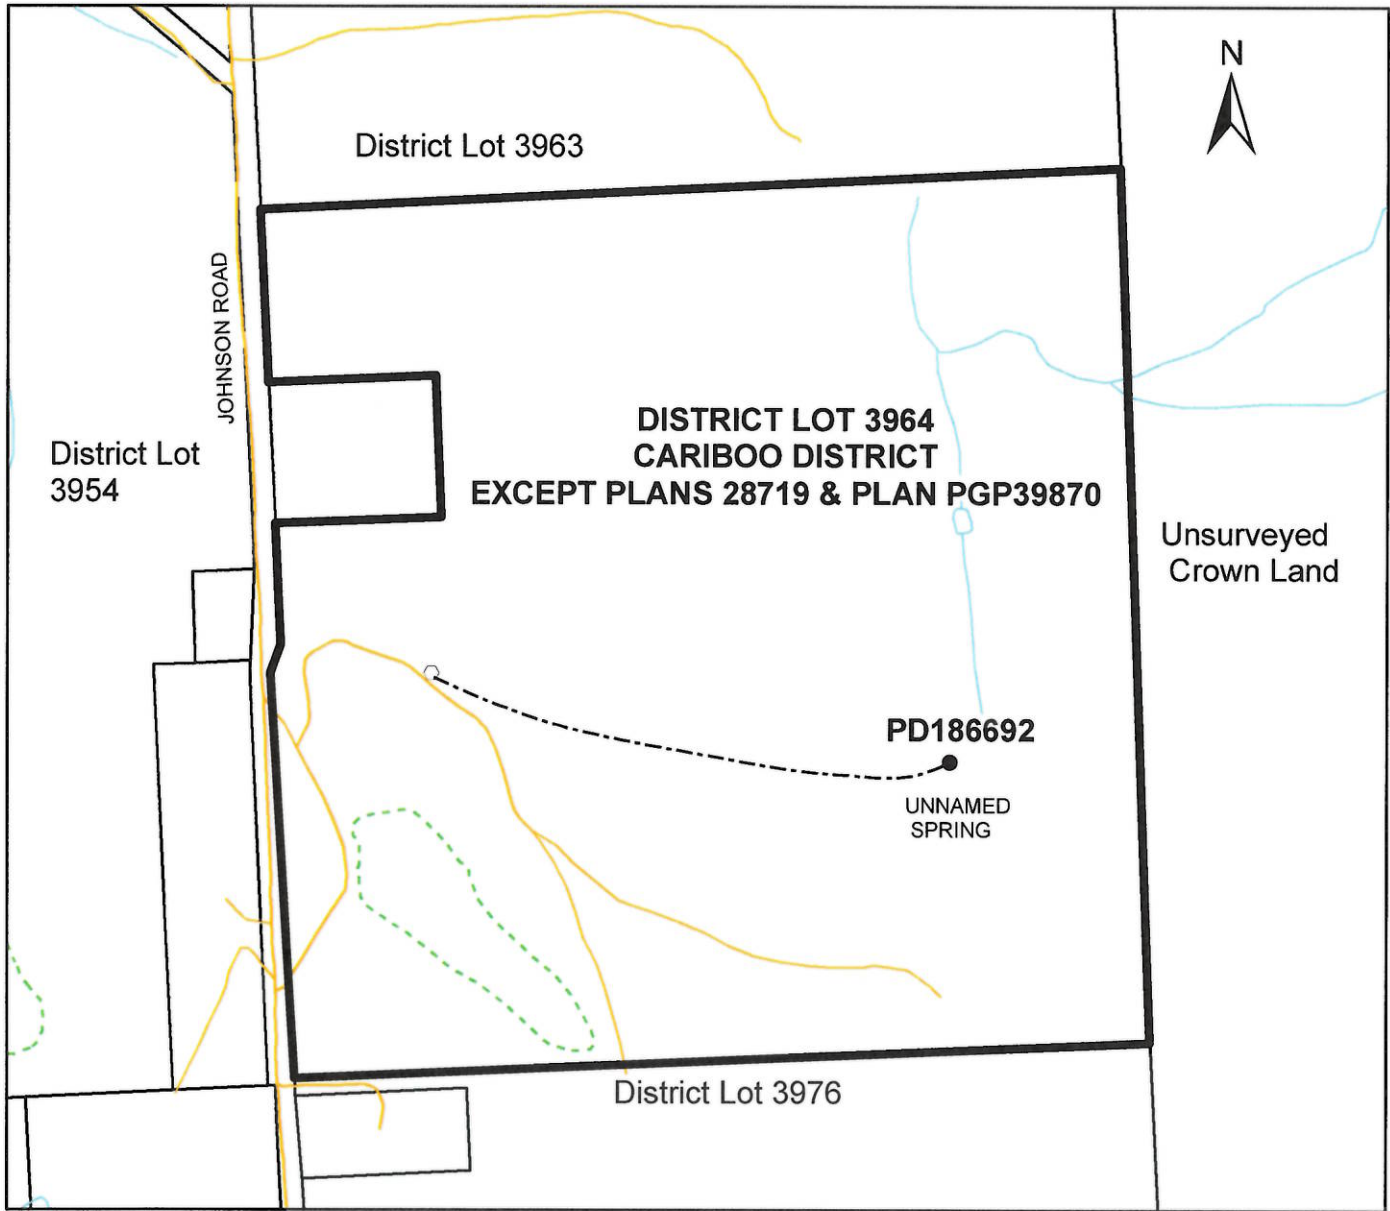 N
District Lot 3963
JOHNSON ROAD
DISTRICT LOT 3964
CARIBOO DISTRICT
EXCEPT PLANS 28719 & PLAN PGP39870
District Lot
3954
Unsurveyed
Crown Land
PD186692
UNNAMED
SPRING
District Lot 3976